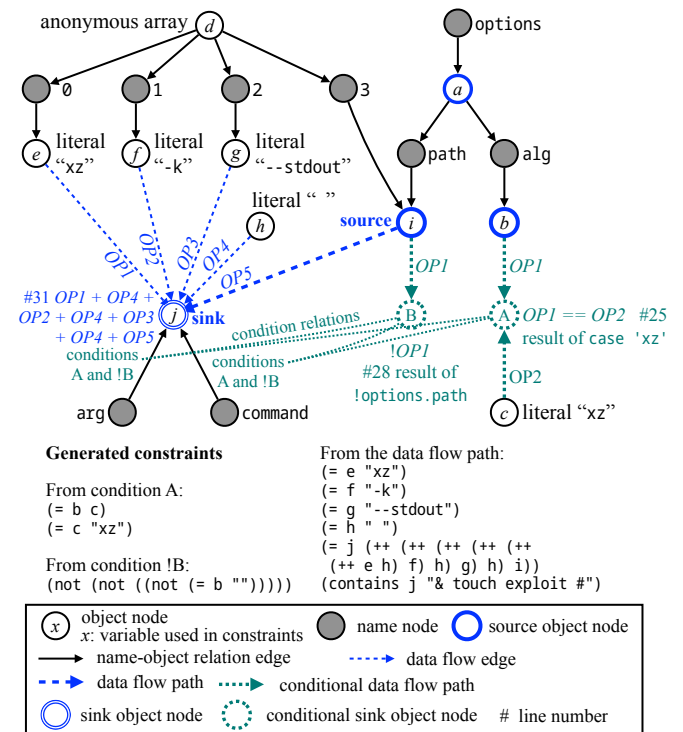 anonymous array
d
options
0
1
2
3
a
e
literal
"xz"
f
literal
"-k"
g
literal
"--stdout"
path
alg
literal " "
h
source
i
b
OP1
OP2
OP3
OP4
OP5
OP1
OP1
#31 OP1 + OP4 +
OP2 + OP4 + OP3
+ OP4 + OP5
j
sink
condition relations
B
A
OP1 == OP2 #25
result of case 'xz'
conditions
A and !B
conditions
A and !B
!OP1
#28 result of
!options.path
OP2
arg
command
c
literal "xz"
Generated constraints
From condition A:
(= b c)
(= c "xz")
From condition !B:
(not (not ((not (= b "")))))
From the data flow path:
(= e "xz")
(= f "-k")
(= g "--stdout")
(= h " ")
(= j (++ (++ (++ (++ (++
(++ e h) f) h) g) h) i))
(contains j "& touch exploit #")
x
object node
x: variable used in constraints
name node
source object node
name-object relation edge
data flow edge
data flow path
conditional data flow path
sink object node
conditional sink object node
# line number